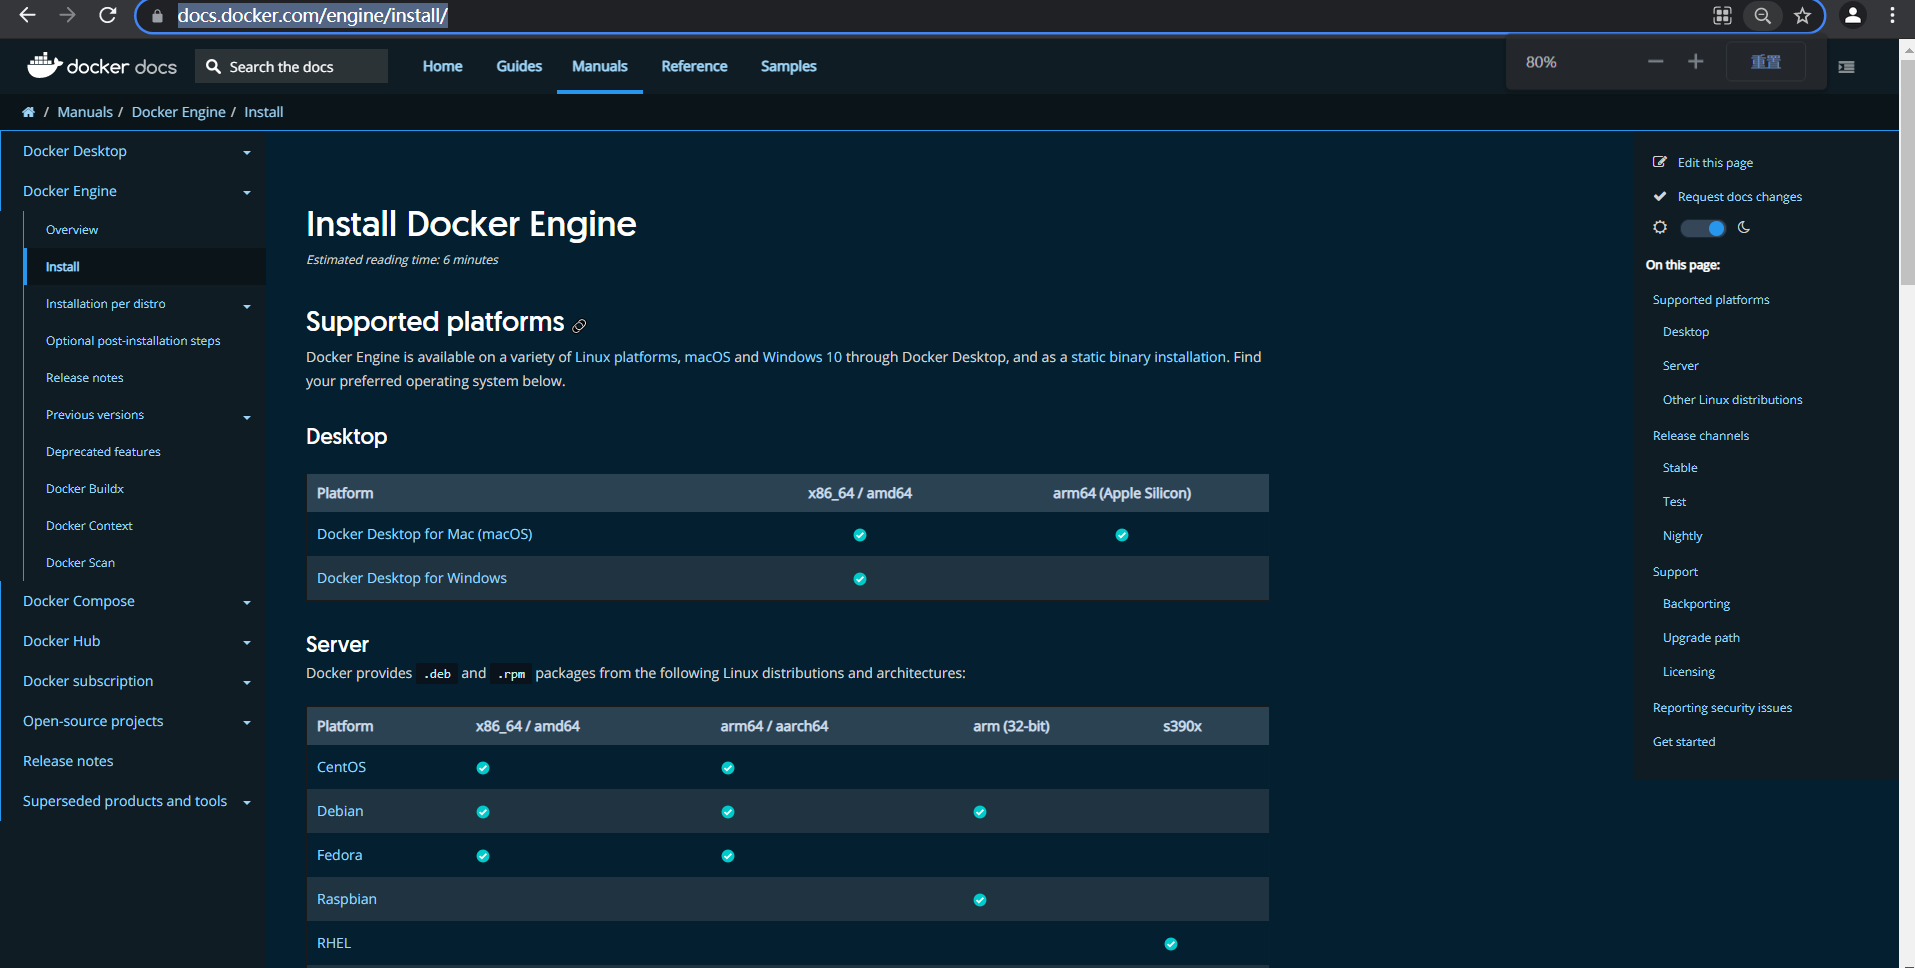 docs.docker.com/engine/install/
docker docs
Search the docs
Home Guides Manuals Reference Samples
80% 重置
/ Manuals / Docker Engine / Install
Docker Desktop
Docker Engine
Overview
Install
Installation per distro
Optional post-installation steps
Release notes
Previous versions
Deprecated features
Docker Buildx
Docker Context
Docker Scan
Docker Compose
Docker Hub
Docker subscription
Open-source projects
Release notes
Superseded products and tools
Install Docker Engine
Estimated reading time: 6 minutes
Supported platforms
Docker Engine is available on a variety of Linux platforms, macOS and Windows 10 through Docker Desktop, and as a static binary installation. Find
your preferred operating system below.
Desktop
Platform x86_64 / amd64 arm64 (Apple Silicon)
Docker Desktop for Mac (macOS)
Docker Desktop for Windows
Server
Docker provides .deb and .rpm packages from the following Linux distributions and architectures:
Platform x86_64 / amd64 arm64 / aarch64 arm (32-bit) s390x
CentOS
Debian
Fedora
Raspbian
RHEL
Edit this page
Request docs changes
On this page:
Supported platforms
Desktop
Server
Other Linux distributions
Release channels
Stable
Test
Nightly
Support
Backporting
Upgrade path
Licensing
Reporting security issues
Get started